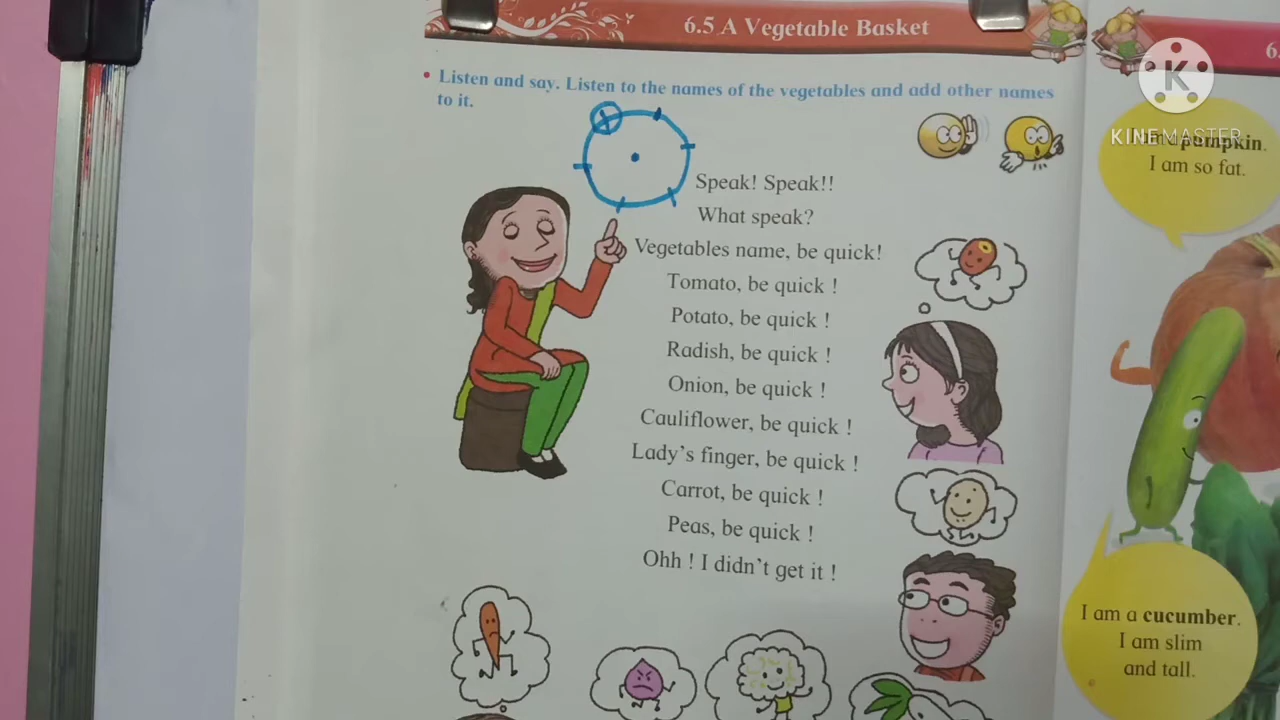 6.5 A Vegetable Basket
6.
• Listen and say. Listen to the names of the vegetables and add other names
to it.
K
KINEMASTER
pumpkin.
I am so fat.
Speak! Speak!!
What speak?
Vegetables name, be quick!
Tomato, be quick !
Potato, be quick !
Radish, be quick !
Onion, be quick !
Cauliflower, be quick !
Lady's finger, be quick !
Carrot, be quick !
Peas, be quick !
Ohh ! I didn't get it !
I am a cucumber.
I am slim
and tall.